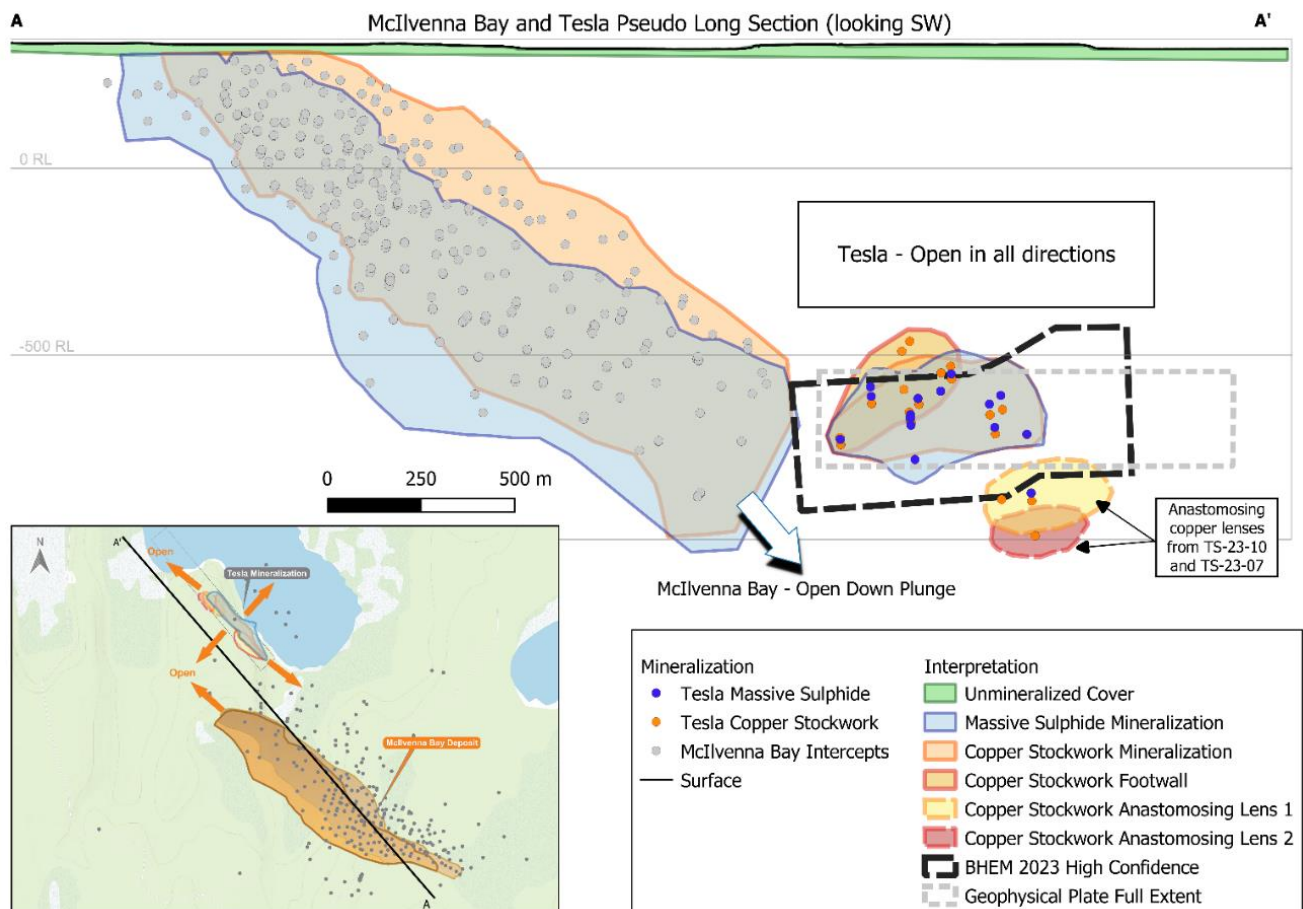 A
McIlvenna Bay and Tesla Pseudo Long Section (looking SW)
A'
0 RL
Tesla - Open in all directions
-500 RL
0
250
500 m
Anastomosing
copper lenses
from TS-23-10
and TS-23-07
McIlvenna Bay - Open Down Plunge
N
A'
Open
Tesla Mineralization
Open
McIlvenna Bay Deposit
A
Mineralization
Tesla Massive Sulphide
Tesla Copper Stockwork
McIlvenna Bay Intercepts
Surface
Interpretation
Unmineralized Cover
Massive Sulphide Mineralization
Copper Stockwork Mineralization
Copper Stockwork Footwall
Copper Stockwork Anastomosing Lens 1
Copper Stockwork Anastomosing Lens 2
BHEM 2023 High Confidence
Geophysical Plate Full Extent